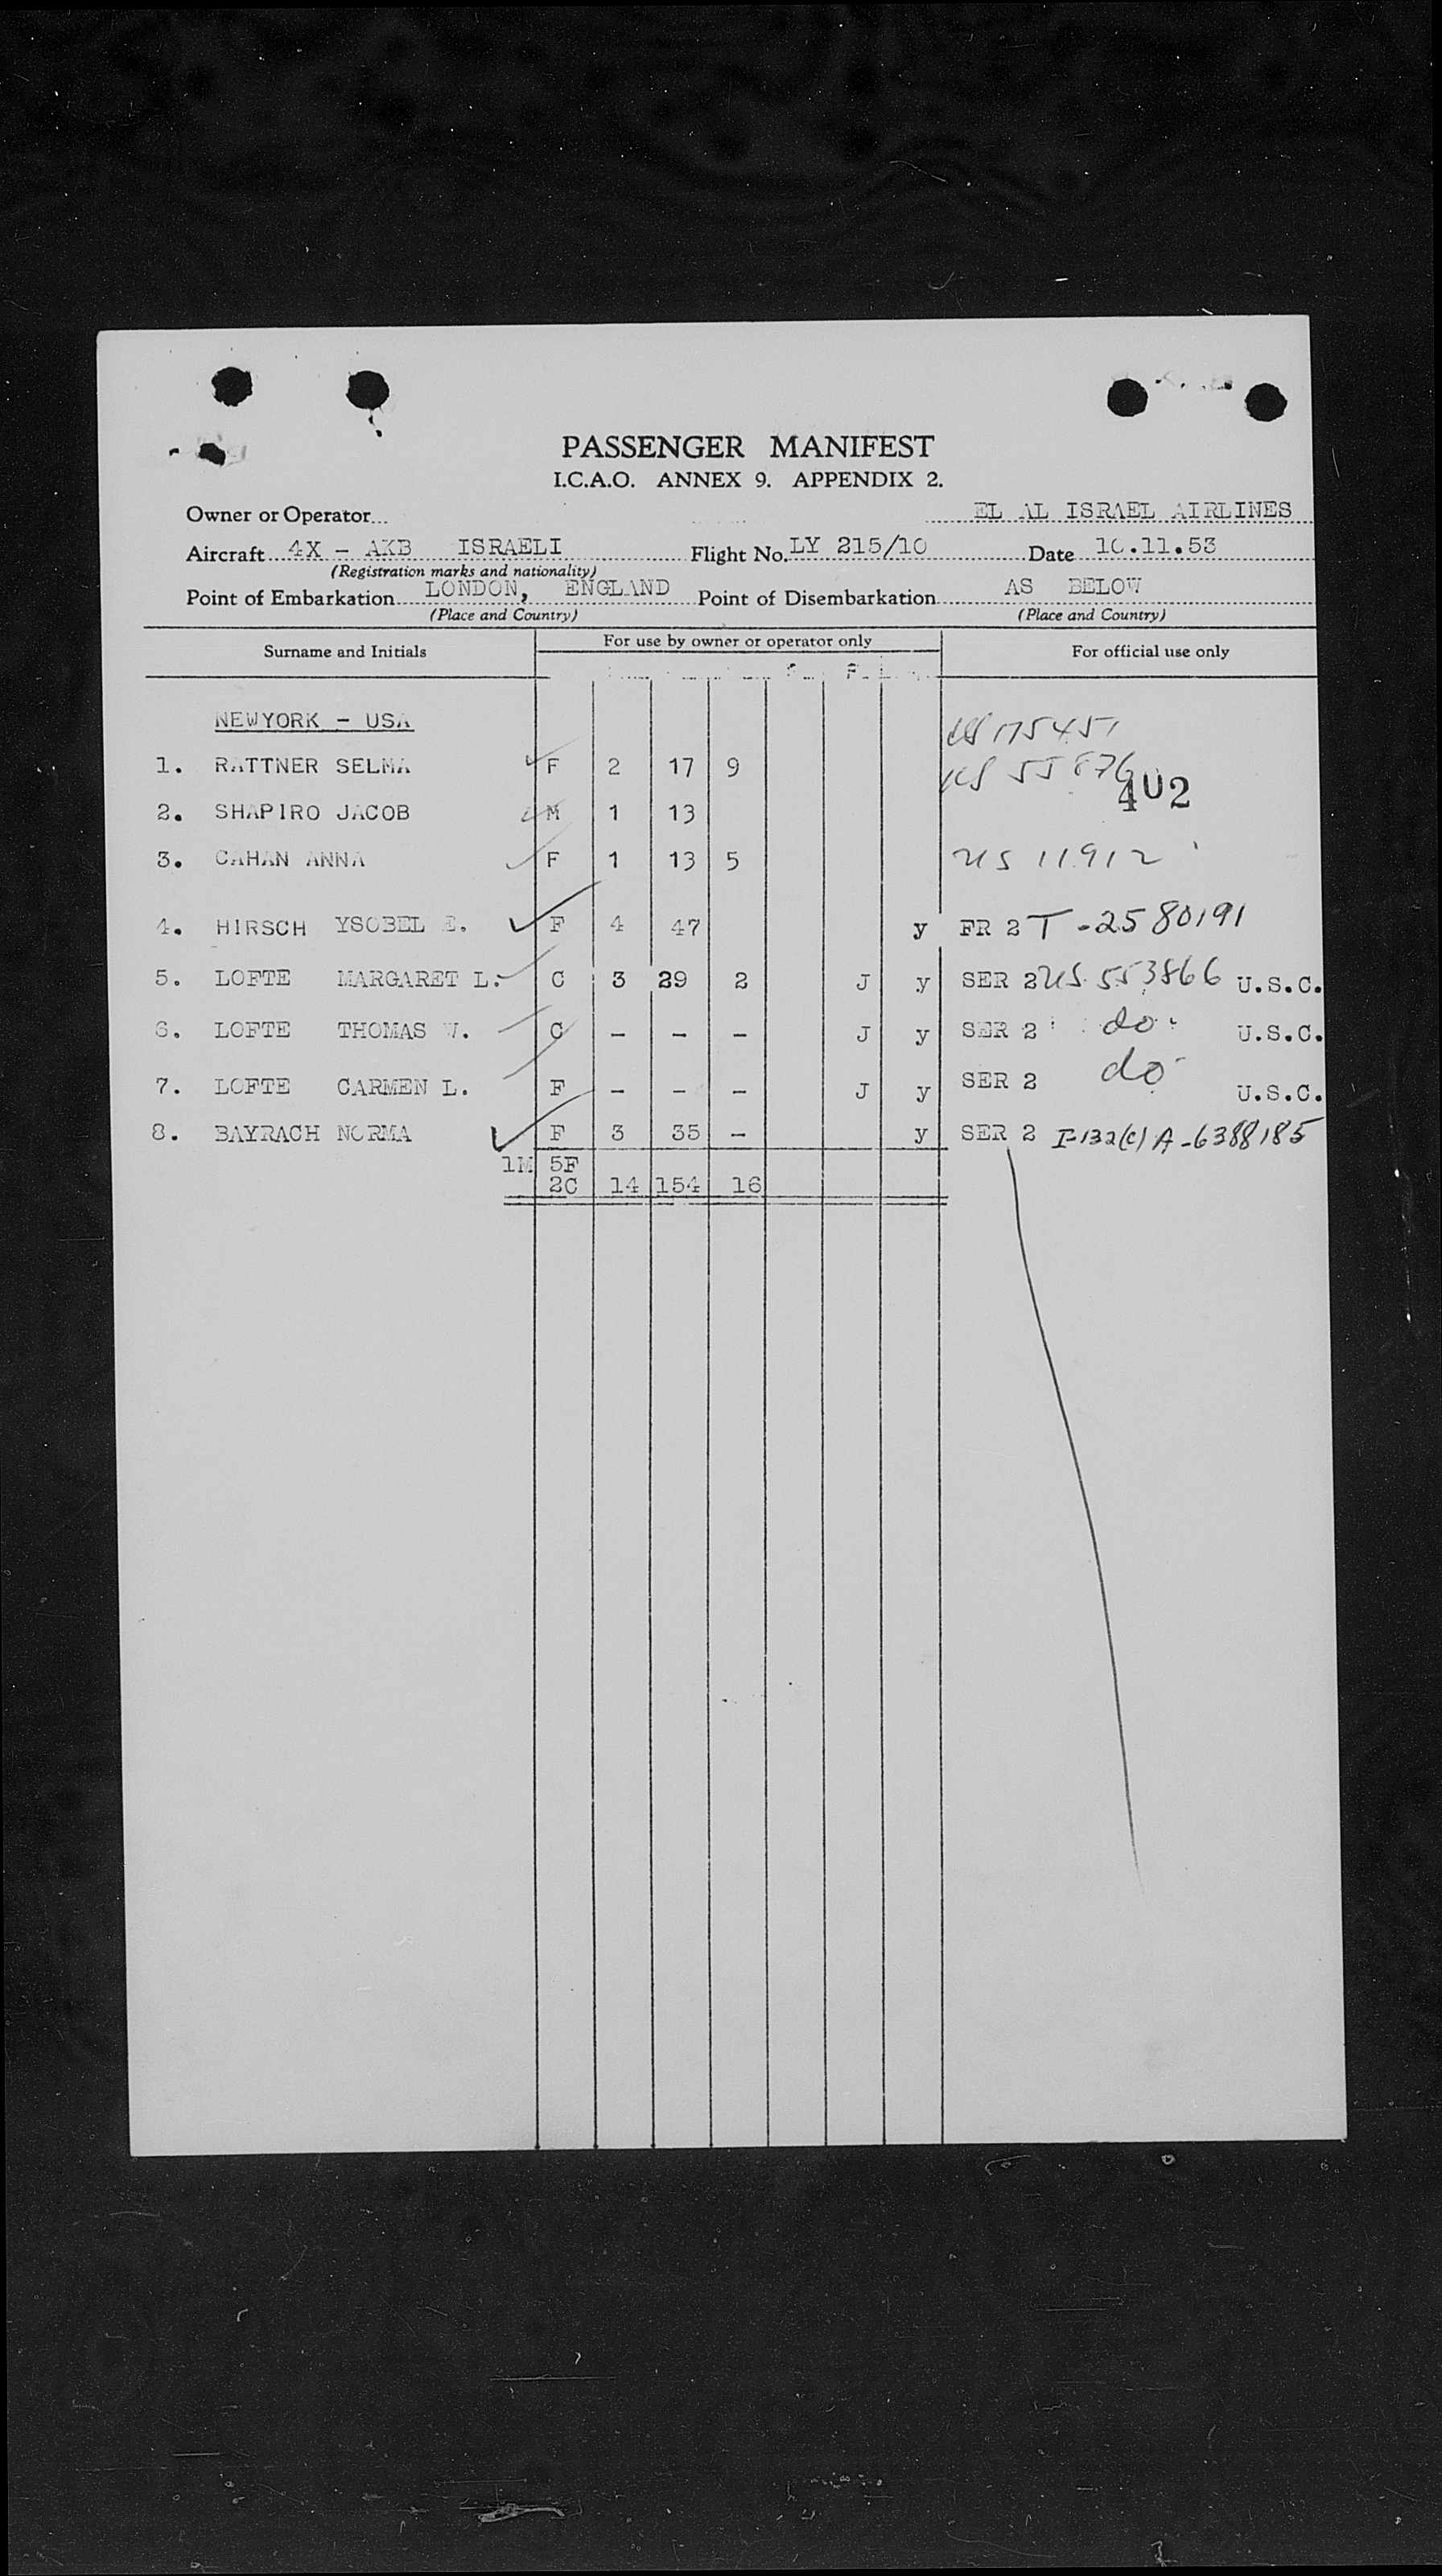 PASSENGER MANIFEST
I.C.A.O. ANNEX 9. APPENDIX 2.
Owner or Operator EL AL ISRAEL AIRLINES
Aircraft 4X - AKB ISRAELI Flight No. LY 215/10 Date 10.11.53
(Registration marks and nationality)
Point of Embarkation LONDON, ENGLAND Point of Disembarkation AS BELOW
(Place and Country) (Place and Country)
Surname and Initials For use by owner or operator only For official use only
NEWYORK - USA US 175451
1. RATTNER SELMA F 2 17 9 US 55876
402
2. SHAPIRO JACOB M 1 13
3. CAHAN ANNA F 1 13 5 US 11912
4. HIRSCH YSOBEL E. F 4 47 y FR 2 T-2580191
5. LOFTE MARGARET L. C 3 29 2 J y SER 2 US 553866 U.S.C.
6. LOFTE THOMAS W. C - - - J y SER 2 do U.S.C.
7. LOFTE CARMEN L. F - - - J y SER 2 do U.S.C.
8. BAYRACH NORMA F 3 35 - y SER 2 I-132(c) A-6388185
1M 5F
2C 14 154 16